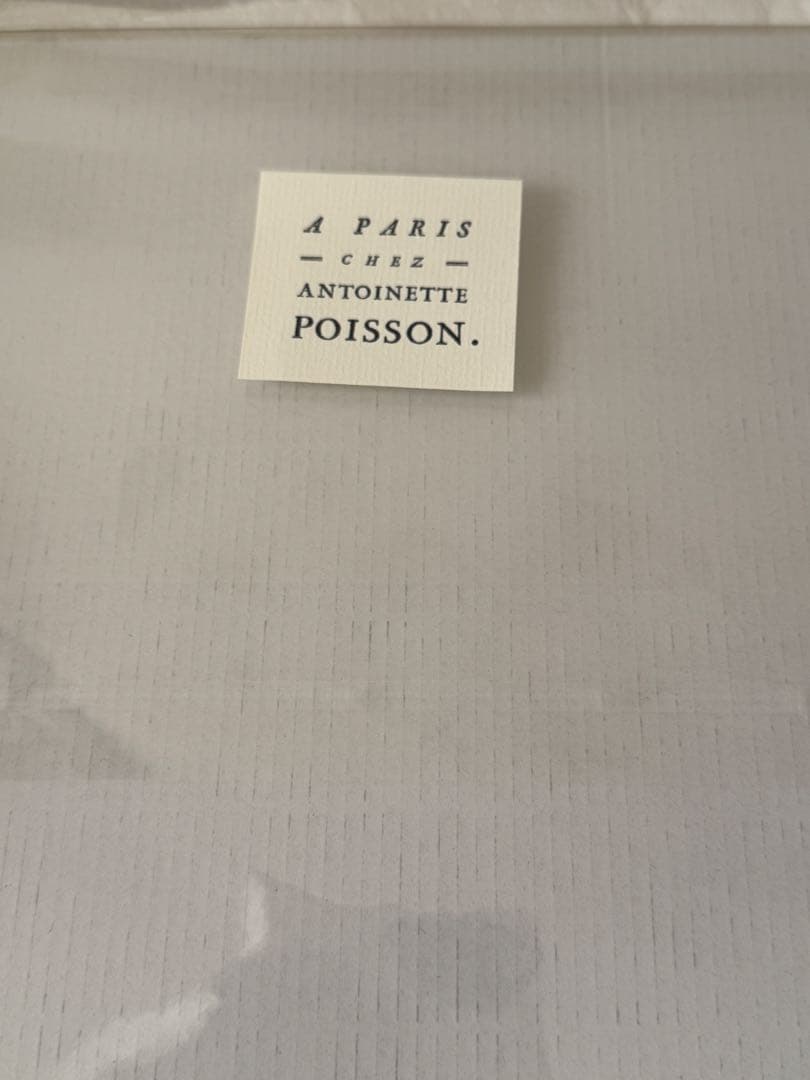 A PARIS
— CHEZ —
ANTOINETTE
POISSON.